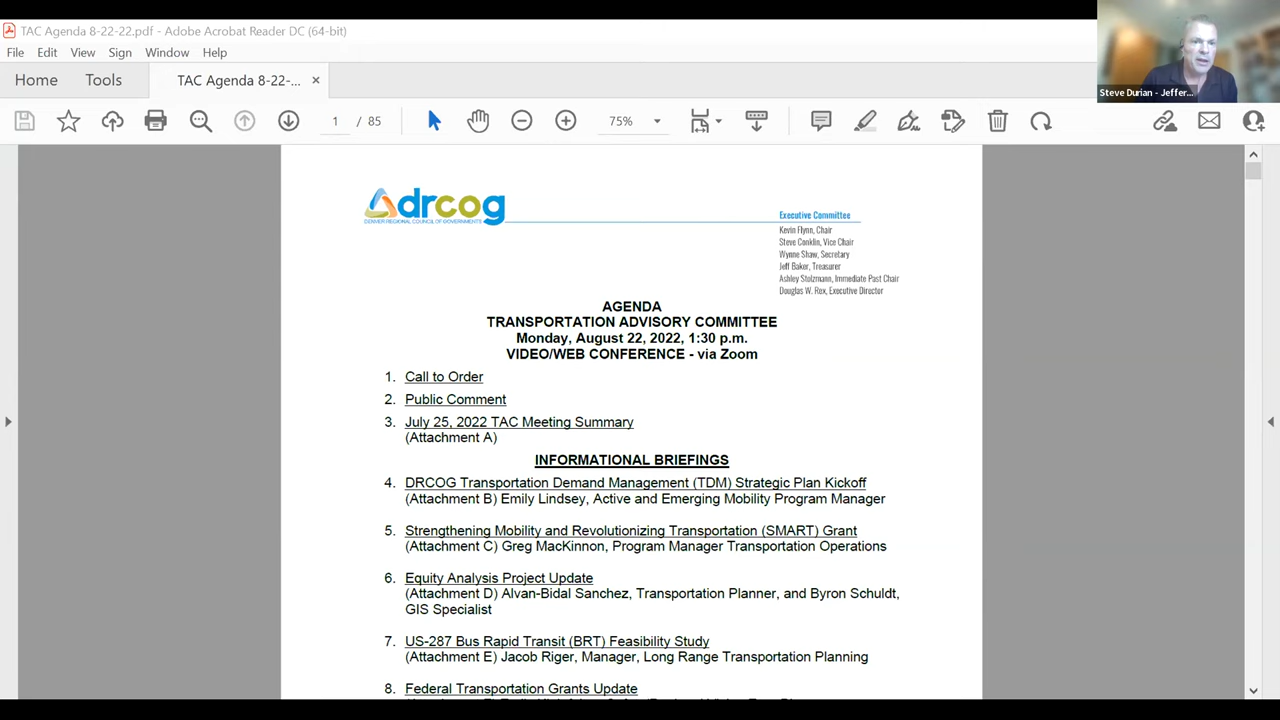 TAC Agenda 8-22-22.pdf - Adobe Acrobat Reader DC (64-bit)
File Edit View Sign Window Help
Home Tools TAC Agenda 8-22-... ×
1 / 85 75%
Steve Durian - Jeffer...
drcog
DENVER REGIONAL COUNCIL OF GOVERNMENTS
Executive Committee
Kevin Flynn, Chair
Steve Conklin, Vice Chair
Wynne Shaw, Secretary
Jeff Baker, Treasurer
Ashley Stolzmann, Immediate Past Chair
Douglas W. Rex, Executive Director
AGENDA
TRANSPORTATION ADVISORY COMMITTEE
Monday, August 22, 2022, 1:30 p.m.
VIDEO/WEB CONFERENCE - via Zoom
1. Call to Order
2. Public Comment
3. July 25, 2022 TAC Meeting Summary
(Attachment A)
INFORMATIONAL BRIEFINGS
4. DRCOG Transportation Demand Management (TDM) Strategic Plan Kickoff
(Attachment B) Emily Lindsey, Active and Emerging Mobility Program Manager
5. Strengthening Mobility and Revolutionizing Transportation (SMART) Grant
(Attachment C) Greg MacKinnon, Program Manager Transportation Operations
6. Equity Analysis Project Update
(Attachment D) Alvan-Bidal Sanchez, Transportation Planner, and Byron Schuldt,
GIS Specialist
7. US-287 Bus Rapid Transit (BRT) Feasibility Study
(Attachment E) Jacob Riger, Manager, Long Range Transportation Planning
8. Federal Transportation Grants Update